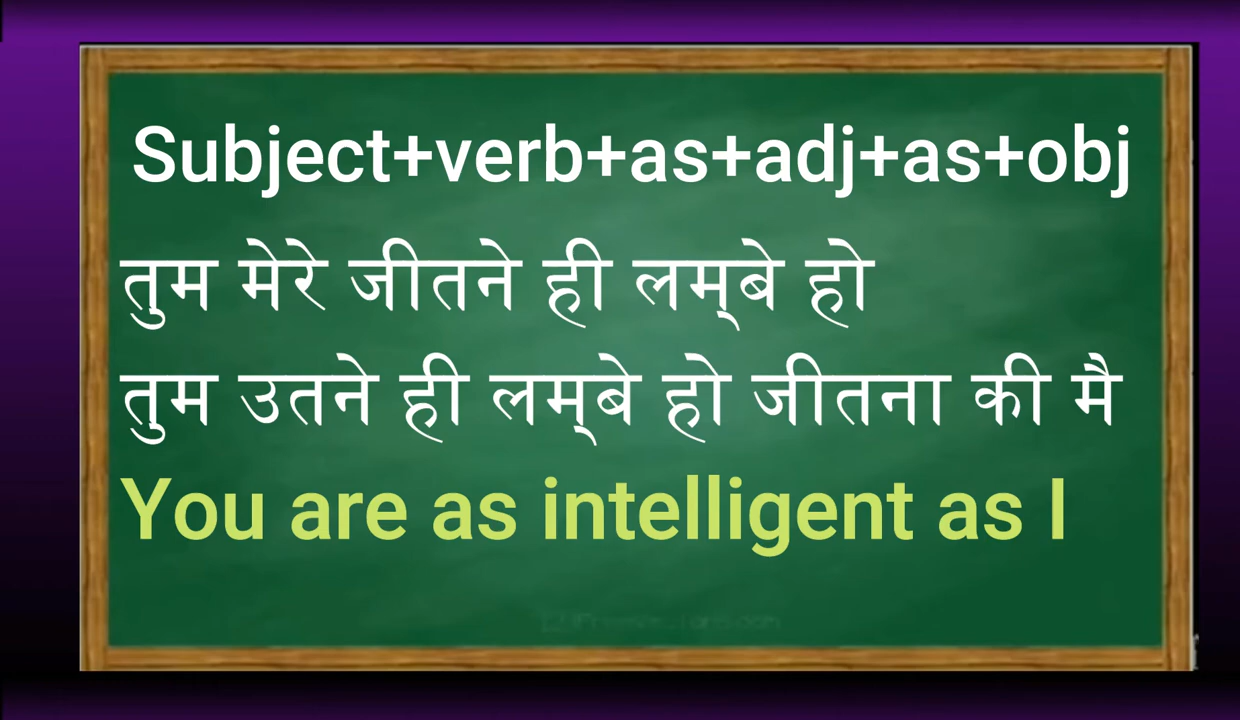 Subject+verb+as+adj+as+obj
तुम मेरे जीतने ही लम्‌बे हो
तुम उतने ही लम्‌बे हो जीतना की मै
You are as intelligent as I